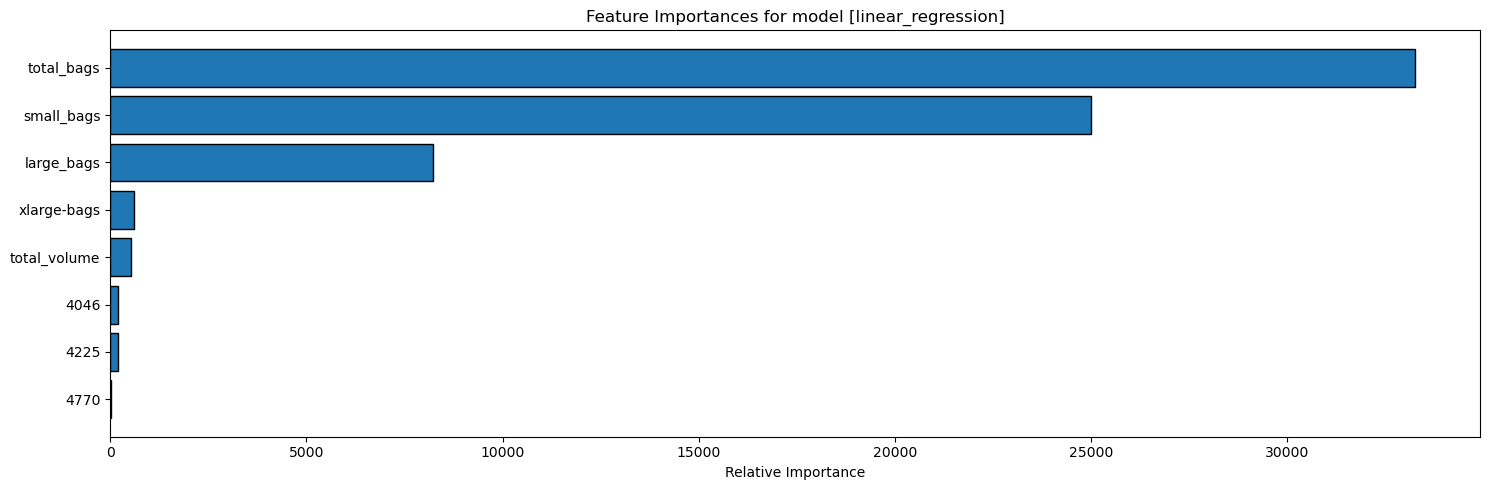 Feature Importances for model [linear_regression]
total_bags
small_bags
large_bags
xlarge-bags
total_volume
4046
4225
4770
0 5000 10000 15000 20000 25000 30000
Relative Importance